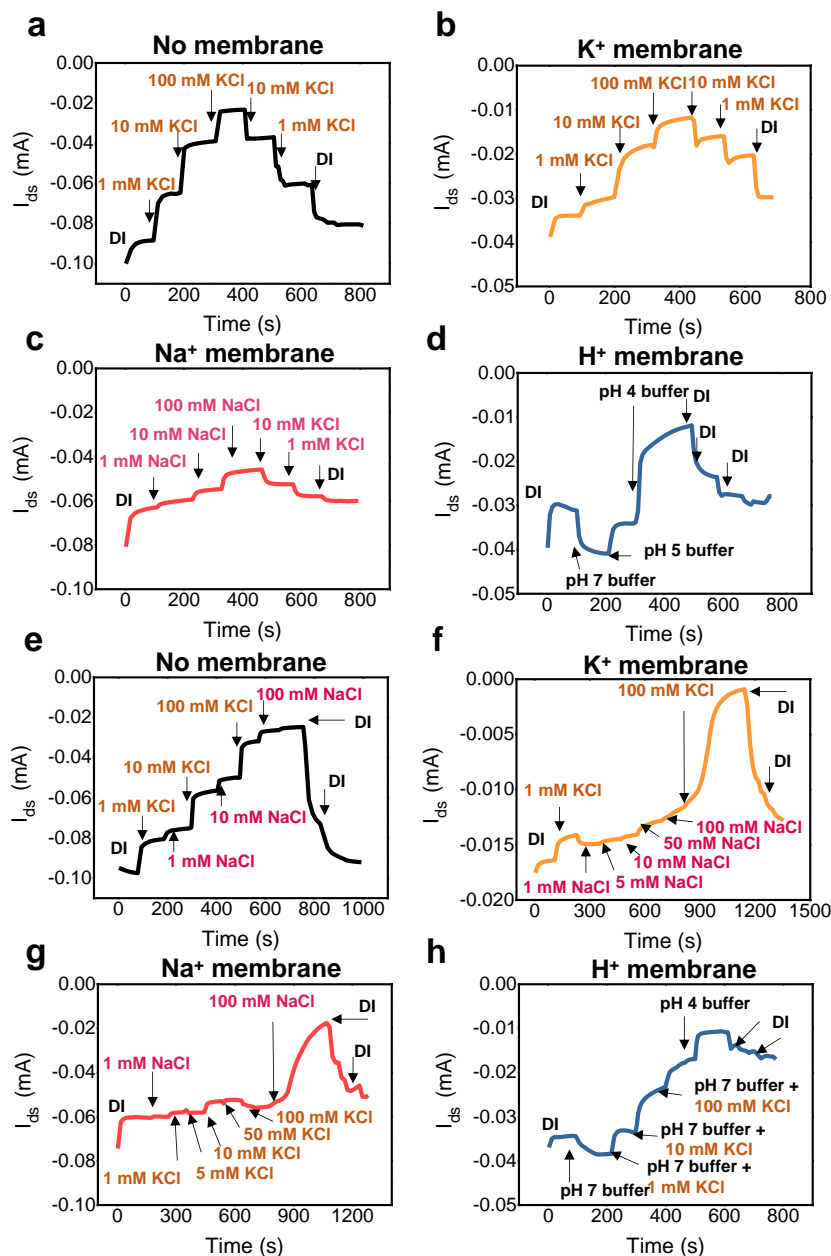 a
No membrane
0.00
-0.02
-0.04
-0.06
-0.08
-0.10
I_ds (mA)
DI
1 mM KCl
10 mM KCl
100 mM KCl
10 mM KCl
1 mM KCl
DI
0 200 400 600 800
Time (s)
b
K⁺ membrane
0.00
-0.01
-0.02
-0.03
-0.04
-0.05
I_ds (mA)
DI
1 mM KCl
10 mM KCl
100 mM KCl
10 mM KCl
1 mM KCl
DI
0 200 400 600 800
Time (s)
c
Na⁺ membrane
0.00
-0.02
-0.04
-0.06
-0.08
-0.10
I_ds (mA)
DI
1 mM NaCl
10 mM NaCl
100 mM NaCl
10 mM KCl
1 mM KCl
DI
0 200 400 600 800
Time (s)
d
H⁺ membrane
0.00
-0.01
-0.02
-0.03
-0.04
-0.05
I_ds (mA)
DI
pH 7 buffer
pH 5 buffer
pH 4 buffer
DI
DI
DI
0 200 400 600 800
Time (s)
e
No membrane
0.00
-0.02
-0.04
-0.06
-0.08
-0.10
I_ds (mA)
DI
1 mM KCl
1 mM NaCl
10 mM KCl
10 mM NaCl
100 mM KCl
100 mM NaCl
DI
DI
0 200 400 600 800 1000
Time (s)
f
K⁺ membrane
0.000
-0.005
-0.010
-0.015
-0.020
I_ds (mA)
DI
1 mM KCl
1 mM NaCl
5 mM NaCl
10 mM NaCl
50 mM NaCl
100 mM NaCl
100 mM KCl
DI
DI
0 300 600 900 1200 1500
Time (s)
g
Na⁺ membrane
0.00
-0.02
-0.04
-0.06
-0.08
-0.10
I_ds (mA)
DI
1 mM NaCl
1 mM KCl
5 mM KCl
10 mM KCl
50 mM KCl
100 mM KCl
100 mM NaCl
DI
DI
0 300 600 900 1200
Time (s)
h
H⁺ membrane
0.00
-0.01
-0.02
-0.03
-0.04
-0.05
I_ds (mA)
DI
pH 7 buffer
pH 7 buffer +
1 mM KCl
pH 7 buffer +
10 mM KCl
pH 7 buffer +
100 mM KCl
pH 4 buffer
DI
0 200 400 600 800
Time (s)